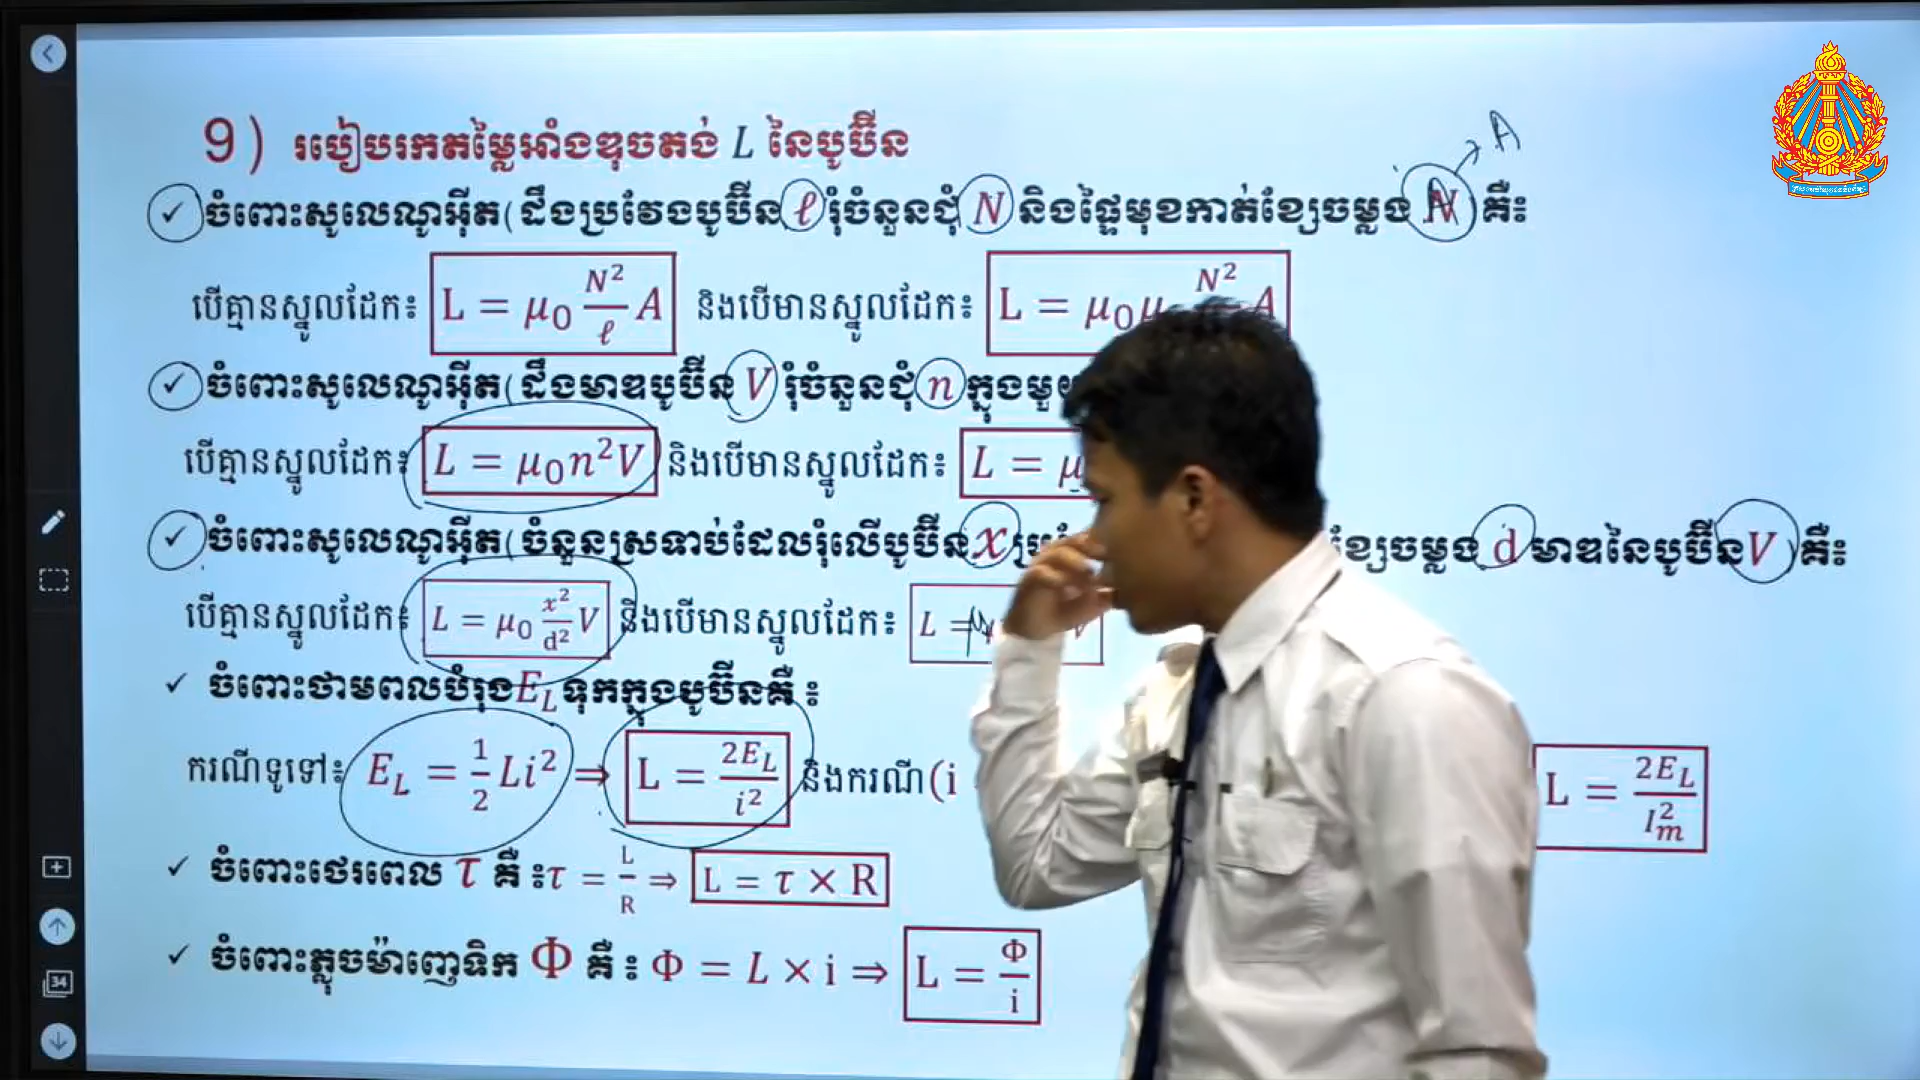 9) របៀបរកតម្លៃអាំងឌុចតង់ L នៃបូប៊ីន
A
✓ ចំពោះសូលេណូអ៊ីត(ដឹងប្រវែងបូប៊ីន ℓ រុំចំនួនជុំ N និងផ្ទៃមុខកាត់ខ្សែចម្លង ) គឺ៖
បើគ្មានស្នូលដែក៖ L = μ₀ N²/ℓ A និងបើមានស្នូលដែក៖ L = μ₀μ N² A
✓ ចំពោះសូលេណូអ៊ីត(ដឹងមាឌបូប៊ីន V រុំចំនួនជុំ n ក្នុងមួយ
បើគ្មានស្នូលដែក៖ L = μ₀n²V និងបើមានស្នូលដែក៖ L = μ
✓ ចំពោះសូលេណូអ៊ីត(ចំនួនស្រទាប់ដែលរុំលើបូប៊ីន x ខ្សែចម្លង d មាឌនៃបូប៊ីន V ) គឺ៖
បើគ្មានស្នូលដែក៖ L = μ₀ x²/d² V និងបើមានស្នូលដែក៖ L = V
✓ ចំពោះថាមពលបំរុង E_L ទុកក្នុងបូប៊ីនគឺ ៖
ករណីទូទៅ៖ E_L = 1/2 Li² ⇒ L = 2E_L/i² និងករណី(i L = 2E_L/I_m²
✓ ចំពោះថេរពេល τ គឺ ៖ τ = L/R ⇒ L = τ × R
✓ ចំពោះភ្លុចម៉ាញេទិក Φ គឺ ៖ Φ = L × i ⇒ L = Φ/i
34